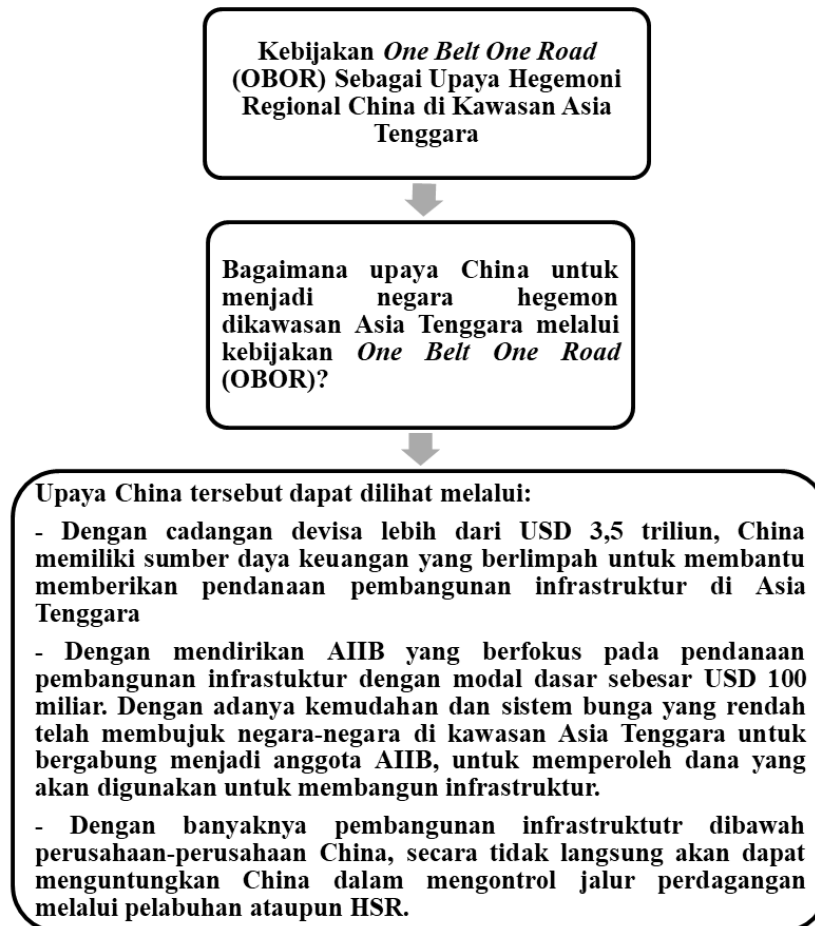 Kebijakan One Belt One Road
(OBOR) Sebagai Upaya Hegemoni
Regional China di Kawasan Asia
Tenggara
Bagaimana upaya China untuk
menjadi negara hegemon
dikawasan Asia Tenggara melalui
kebijakan One Belt One Road
(OBOR)?
Upaya China tersebut dapat dilihat melalui:
- Dengan cadangan devisa lebih dari USD 3,5 triliun, China
memiliki sumber daya keuangan yang berlimpah untuk membantu
memberikan pendanaan pembangunan infrastruktur di Asia
Tenggara
- Dengan mendirikan AIIB yang berfokus pada pendanaan
pembangunan infrastuktur dengan modal dasar sebesar USD 100
miliar. Dengan adanya kemudahan dan sistem bunga yang rendah
telah membujuk negara-negara di kawasan Asia Tenggara untuk
bergabung menjadi anggota AIIB, untuk memperoleh dana yang
akan digunakan untuk membangun infrastruktur.
- Dengan banyaknya pembangunan infrastruktutr dibawah
perusahaan-perusahaan China, secara tidak langsung akan dapat
menguntungkan China dalam mengontrol jalur perdagangan
melalui pelabuhan ataupun HSR.